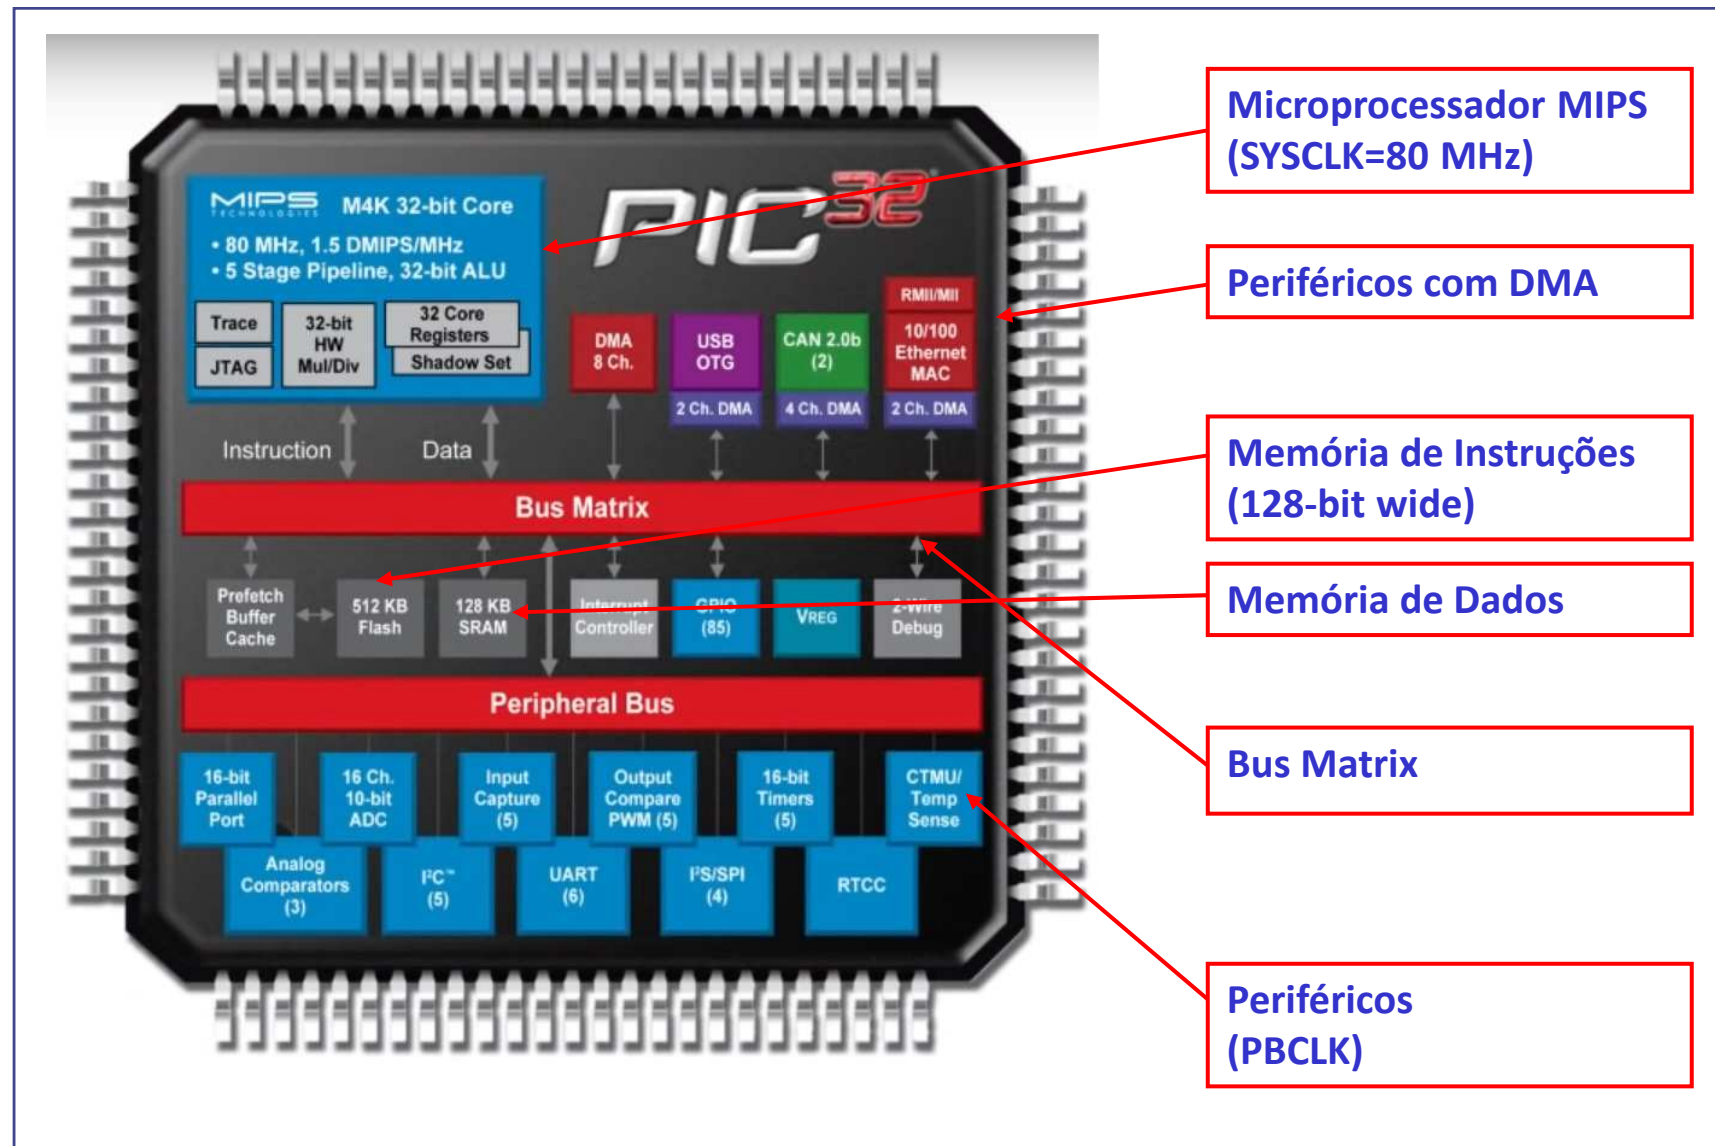 MIPS
TECHNOLOGIES
M4K 32-bit Core
• 80 MHz, 1.5 DMIPS/MHz
• 5 Stage Pipeline, 32-bit ALU
Trace
JTAG
32-bit
HW
Mul/Div
32 Core
Registers
Shadow Set
PIC32®
DMA
8 Ch.
USB
OTG
2 Ch. DMA
CAN 2.0b
(2)
4 Ch. DMA
RMII/MII
10/100
Ethernet
MAC
2 Ch. DMA
Instruction
Data
Bus Matrix
Prefetch
Buffer
Cache
512 KB
Flash
128 KB
SRAM
Interrupt
Controller
GPIO
(85)
VREG
2-Wire
Debug
Peripheral Bus
16-bit
Parallel
Port
16 Ch.
10-bit
ADC
Input
Capture
(5)
Output
Compare
PWM (5)
16-bit
Timers
(5)
CTMU/
Temp
Sense
Analog
Comparators
(3)
I²C™
(5)
UART
(6)
I²S/SPI
(4)
RTCC
Microprocessador MIPS
(SYSCLK=80 MHz)
Periféricos com DMA
Memória de Instruções
(128-bit wide)
Memória de Dados
Bus Matrix
Periféricos
(PBCLK)